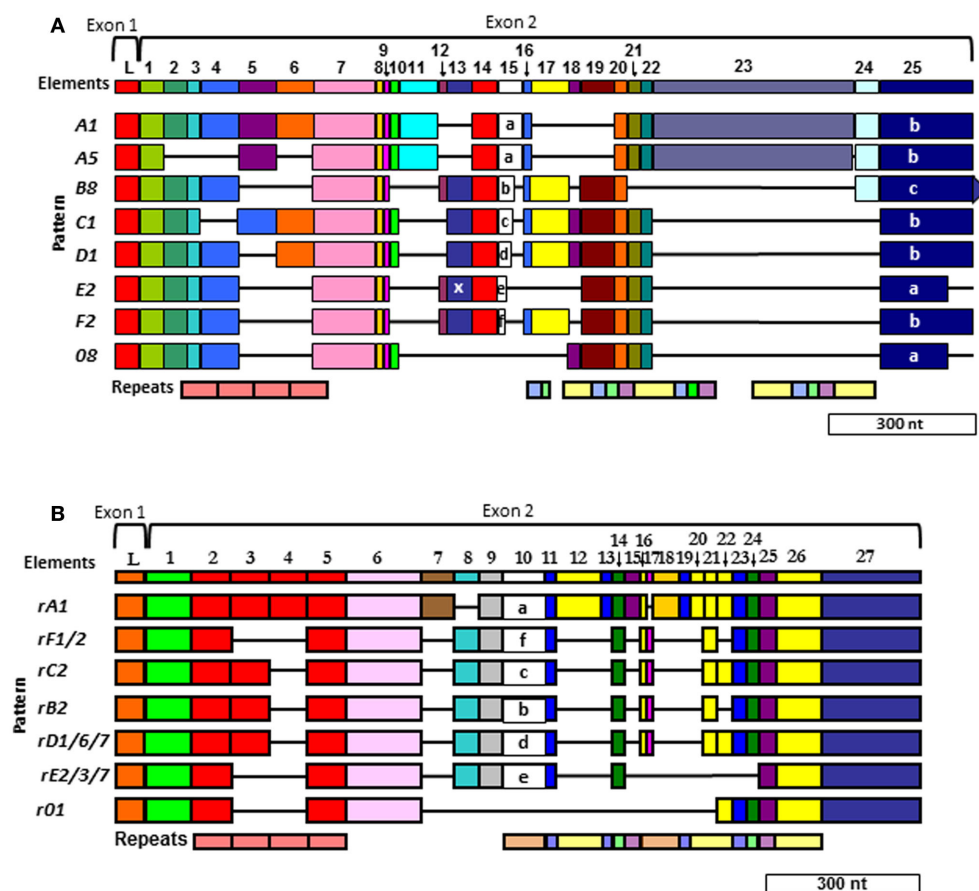 A
Exon 1 Exon 2
9 12 16 21
L 1 2 3 4 5 6 7 8 10 11 13 14 15 17 18 19 20 22 23 24 25
Elements
A1 a b
A5 a b
B8 b c
C1 c b
D1 d b
E2 x e a
F2 f b
08 a
Pattern
Repeats
300 nt
B
Exon 1 Exon 2
14 16 20 22 24
L 1 2 3 4 5 6 7 8 9 10 11 12 13 15 17 18 19 21 23 25 26 27
Elements
rA1 a
rF1/2 f
rC2 c
rB2 b
rD1/6/7 d
rE2/3/7 e
r01
Pattern
Repeats
300 nt